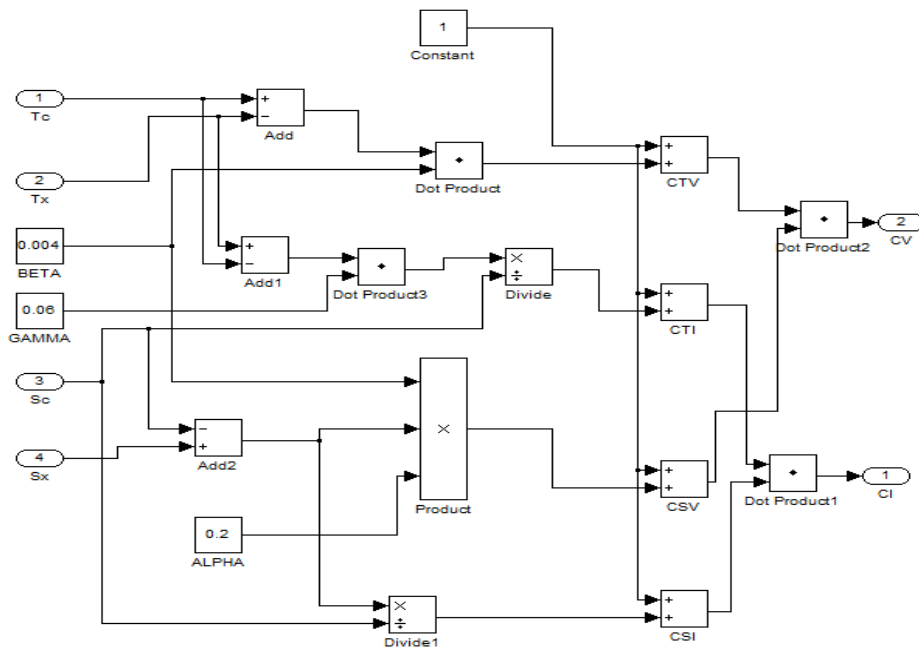 1
Constant
1
Tc
+
−
Add
2
Tx
Dot Product
+
+
CTV
Dot Product2
2
CV
0.004
BETA
+
−
Add1
Dot Product3
×
÷
Divide
0.06
GAMMA
+
+
CTI
3
Sc
×
Product
−
+
Add2
4
Sx
+
+
CSV
Dot Product1
1
CI
0.2
ALPHA
×
÷
Divide1
+
+
CSI